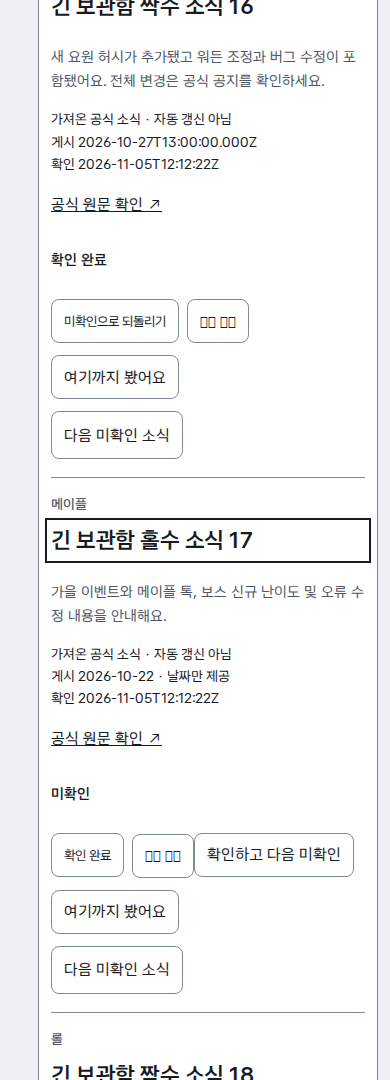 긴 보관함 짝수 소식 16
새 요원 허시가 추가됐고 워든 조정과 버그 수정이 포
함됐어요. 전체 변경은 공식 공지를 확인하세요.
가져온 공식 소식 · 자동 갱신 아님
게시 2026-10-27T13:00:00.000Z
확인 2026-11-05T12:12:22Z
공식 원문 확인 ↗
확인 완료
미확인으로 되돌리기
여기까지 봤어요
다음 미확인 소식
메이플
긴 보관함 홀수 소식 17
가을 이벤트와 메이플 톡, 보스 신규 난이도 및 오류 수
정 내용을 안내해요.
가져온 공식 소식 · 자동 갱신 아님
게시 2026-10-22 · 날짜만 제공
확인 2026-11-05T12:12:22Z
공식 원문 확인 ↗
미확인
확인 완료 확인하고 다음 미확인
여기까지 봤어요
다음 미확인 소식
롤
긴 보관함 짝수 소식 18